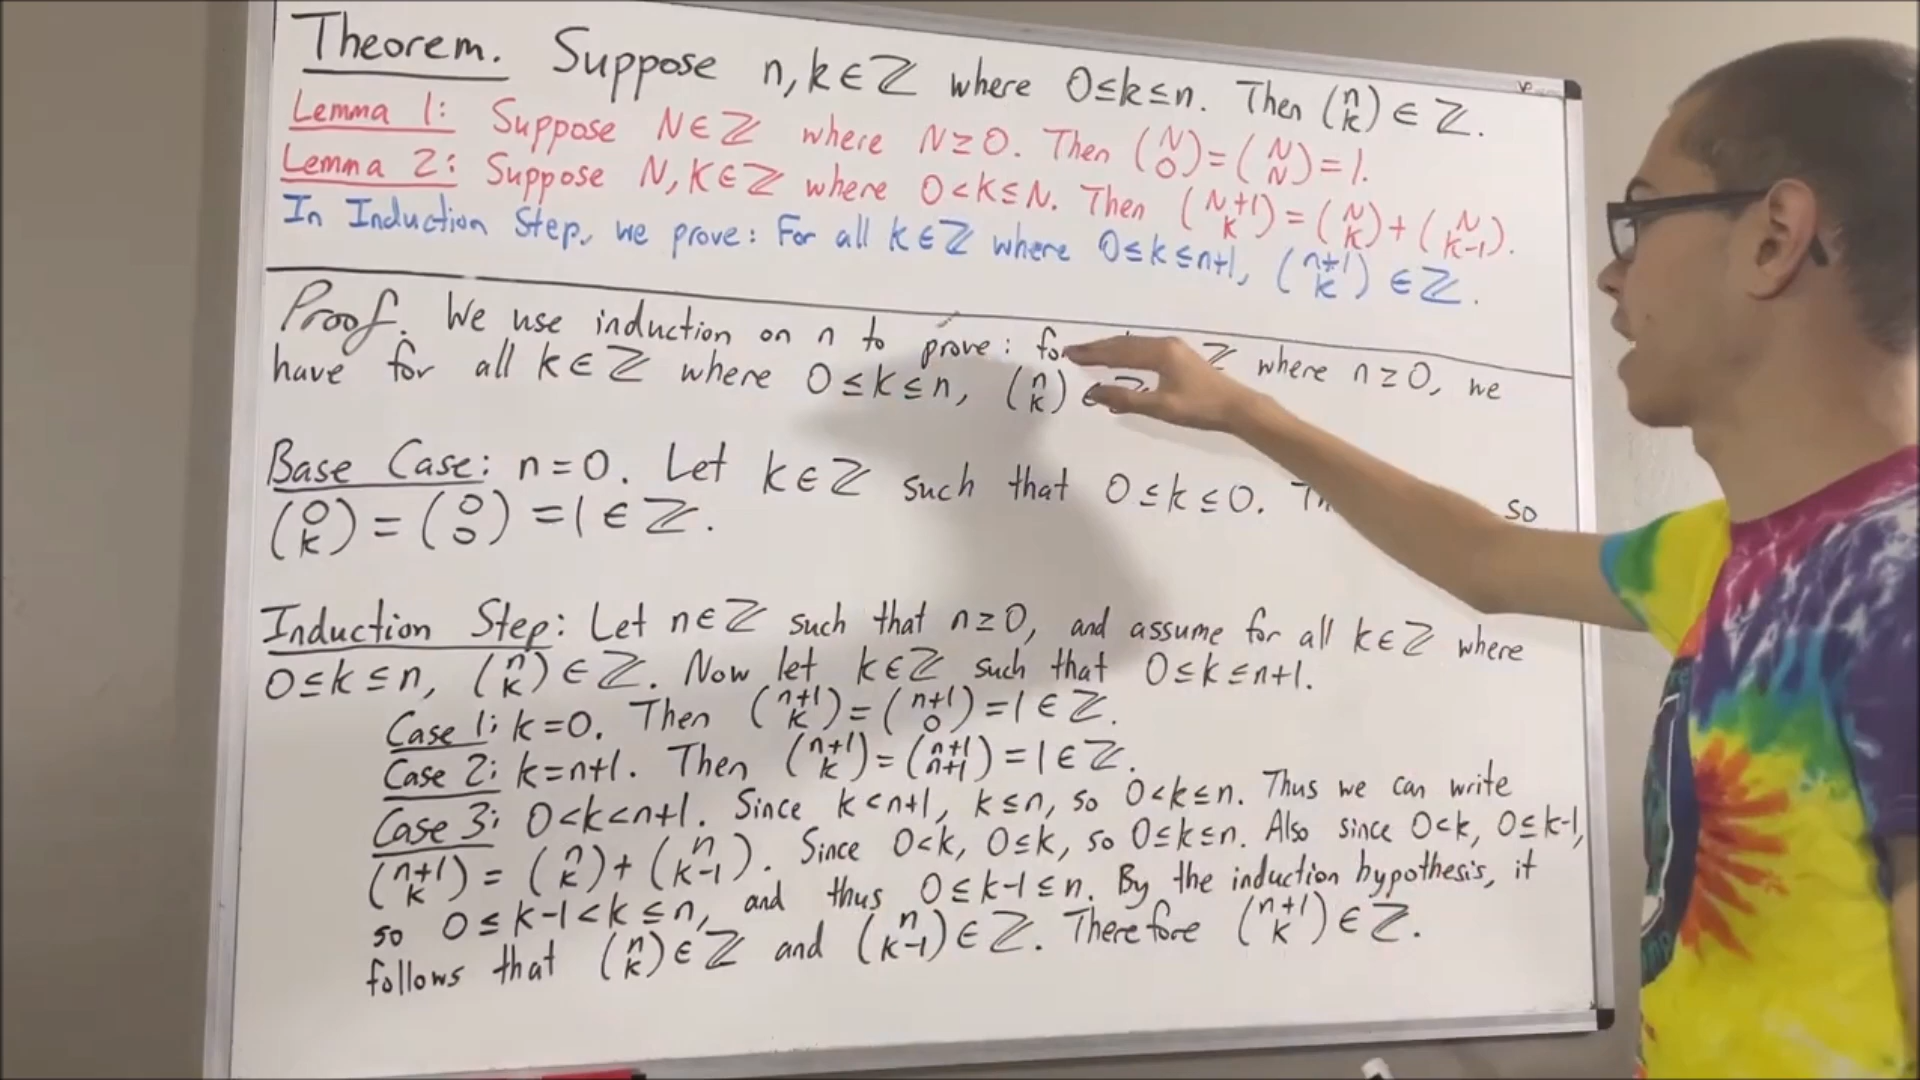 Theorem. Suppose n, k ∈ ℤ where 0 ≤ k ≤ n. Then (n k) ∈ ℤ.
Lemma 1: Suppose N ∈ ℤ where N ≥ 0. Then (N 0) = (N N) = 1.
Lemma 2: Suppose N, K ∈ ℤ where 0 < K ≤ N. Then (N+1 K) = (N K) + (N K-1).
In Induction Step, we prove: For all k ∈ ℤ where 0 ≤ k ≤ n+1, (n+1 k) ∈ ℤ.
Proof. We use induction on n to prove: for ℤ where n ≥ 0, we
have for all k ∈ ℤ where 0 ≤ k ≤ n, (n k) ∈ ℤ
Base Case: n = 0. Let k ∈ ℤ such that 0 ≤ k ≤ 0. so
(0 k) = (0 0) = 1 ∈ ℤ.
Induction Step: Let n ∈ ℤ such that n ≥ 0, and assume for all k ∈ ℤ where
0 ≤ k ≤ n, (n k) ∈ ℤ. Now let k ∈ ℤ such that 0 ≤ k ≤ n+1.
Case 1: k = 0. Then (n+1 k) = (n+1 0) = 1 ∈ ℤ.
Case 2: k = n+1. Then (n+1 k) = (n+1 n+1) = 1 ∈ ℤ.
Case 3: 0 < k < n+1. Since k < n+1, k ≤ n, so 0 < k ≤ n. Thus we can write
(n+1 k) = (n k) + (n k-1). Since 0 < k, 0 ≤ k, so 0 ≤ k ≤ n. Also since 0 < k, 0 ≤ k-1,
so 0 ≤ k-1 < k ≤ n, and thus 0 ≤ k-1 ≤ n. By the induction hypothesis, it
follows that (n k) ∈ ℤ and (n k-1) ∈ ℤ. Therefore (n+1 k) ∈ ℤ.